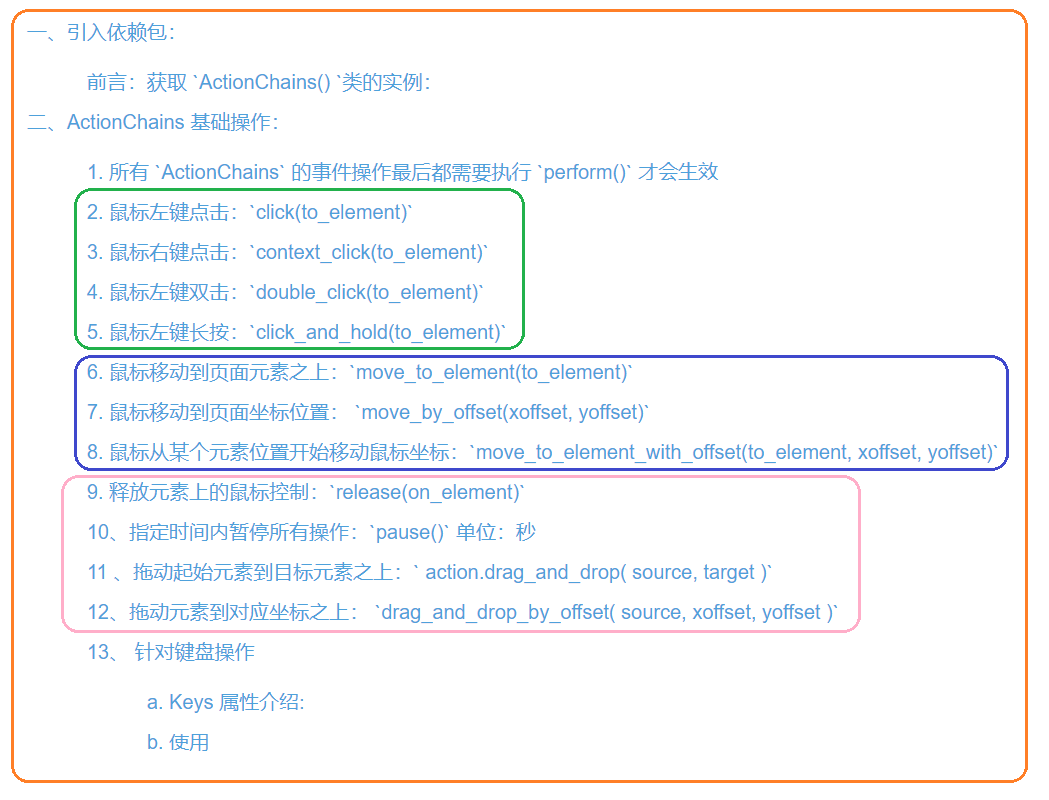 一、引入依赖包：
前言：获取 `ActionChains() `类的实例：
二、ActionChains 基础操作：
1. 所有 `ActionChains` 的事件操作最后都需要执行 `perform()` 才会生效
2. 鼠标左键点击：`click(to_element)`
3. 鼠标右键点击：`context_click(to_element)`
4. 鼠标左键双击：`double_click(to_element)`
5. 鼠标左键长按：`click_and_hold(to_element)`
6. 鼠标移动到页面元素之上：`move_to_element(to_element)`
7. 鼠标移动到页面坐标位置： `move_by_offset(xoffset, yoffset)`
8. 鼠标从某个元素位置开始移动鼠标坐标：`move_to_element_with_offset(to_element, xoffset, yoffset)`
9. 释放元素上的鼠标控制：`release(on_element)`
10、指定时间内暂停所有操作：`pause()` 单位：秒
11 、拖动起始元素到目标元素之上：` action.drag_and_drop( source, target )`
12、拖动元素到对应坐标之上： `drag_and_drop_by_offset( source, xoffset, yoffset )`
13、 针对键盘操作
a. Keys 属性介绍:
b. 使用